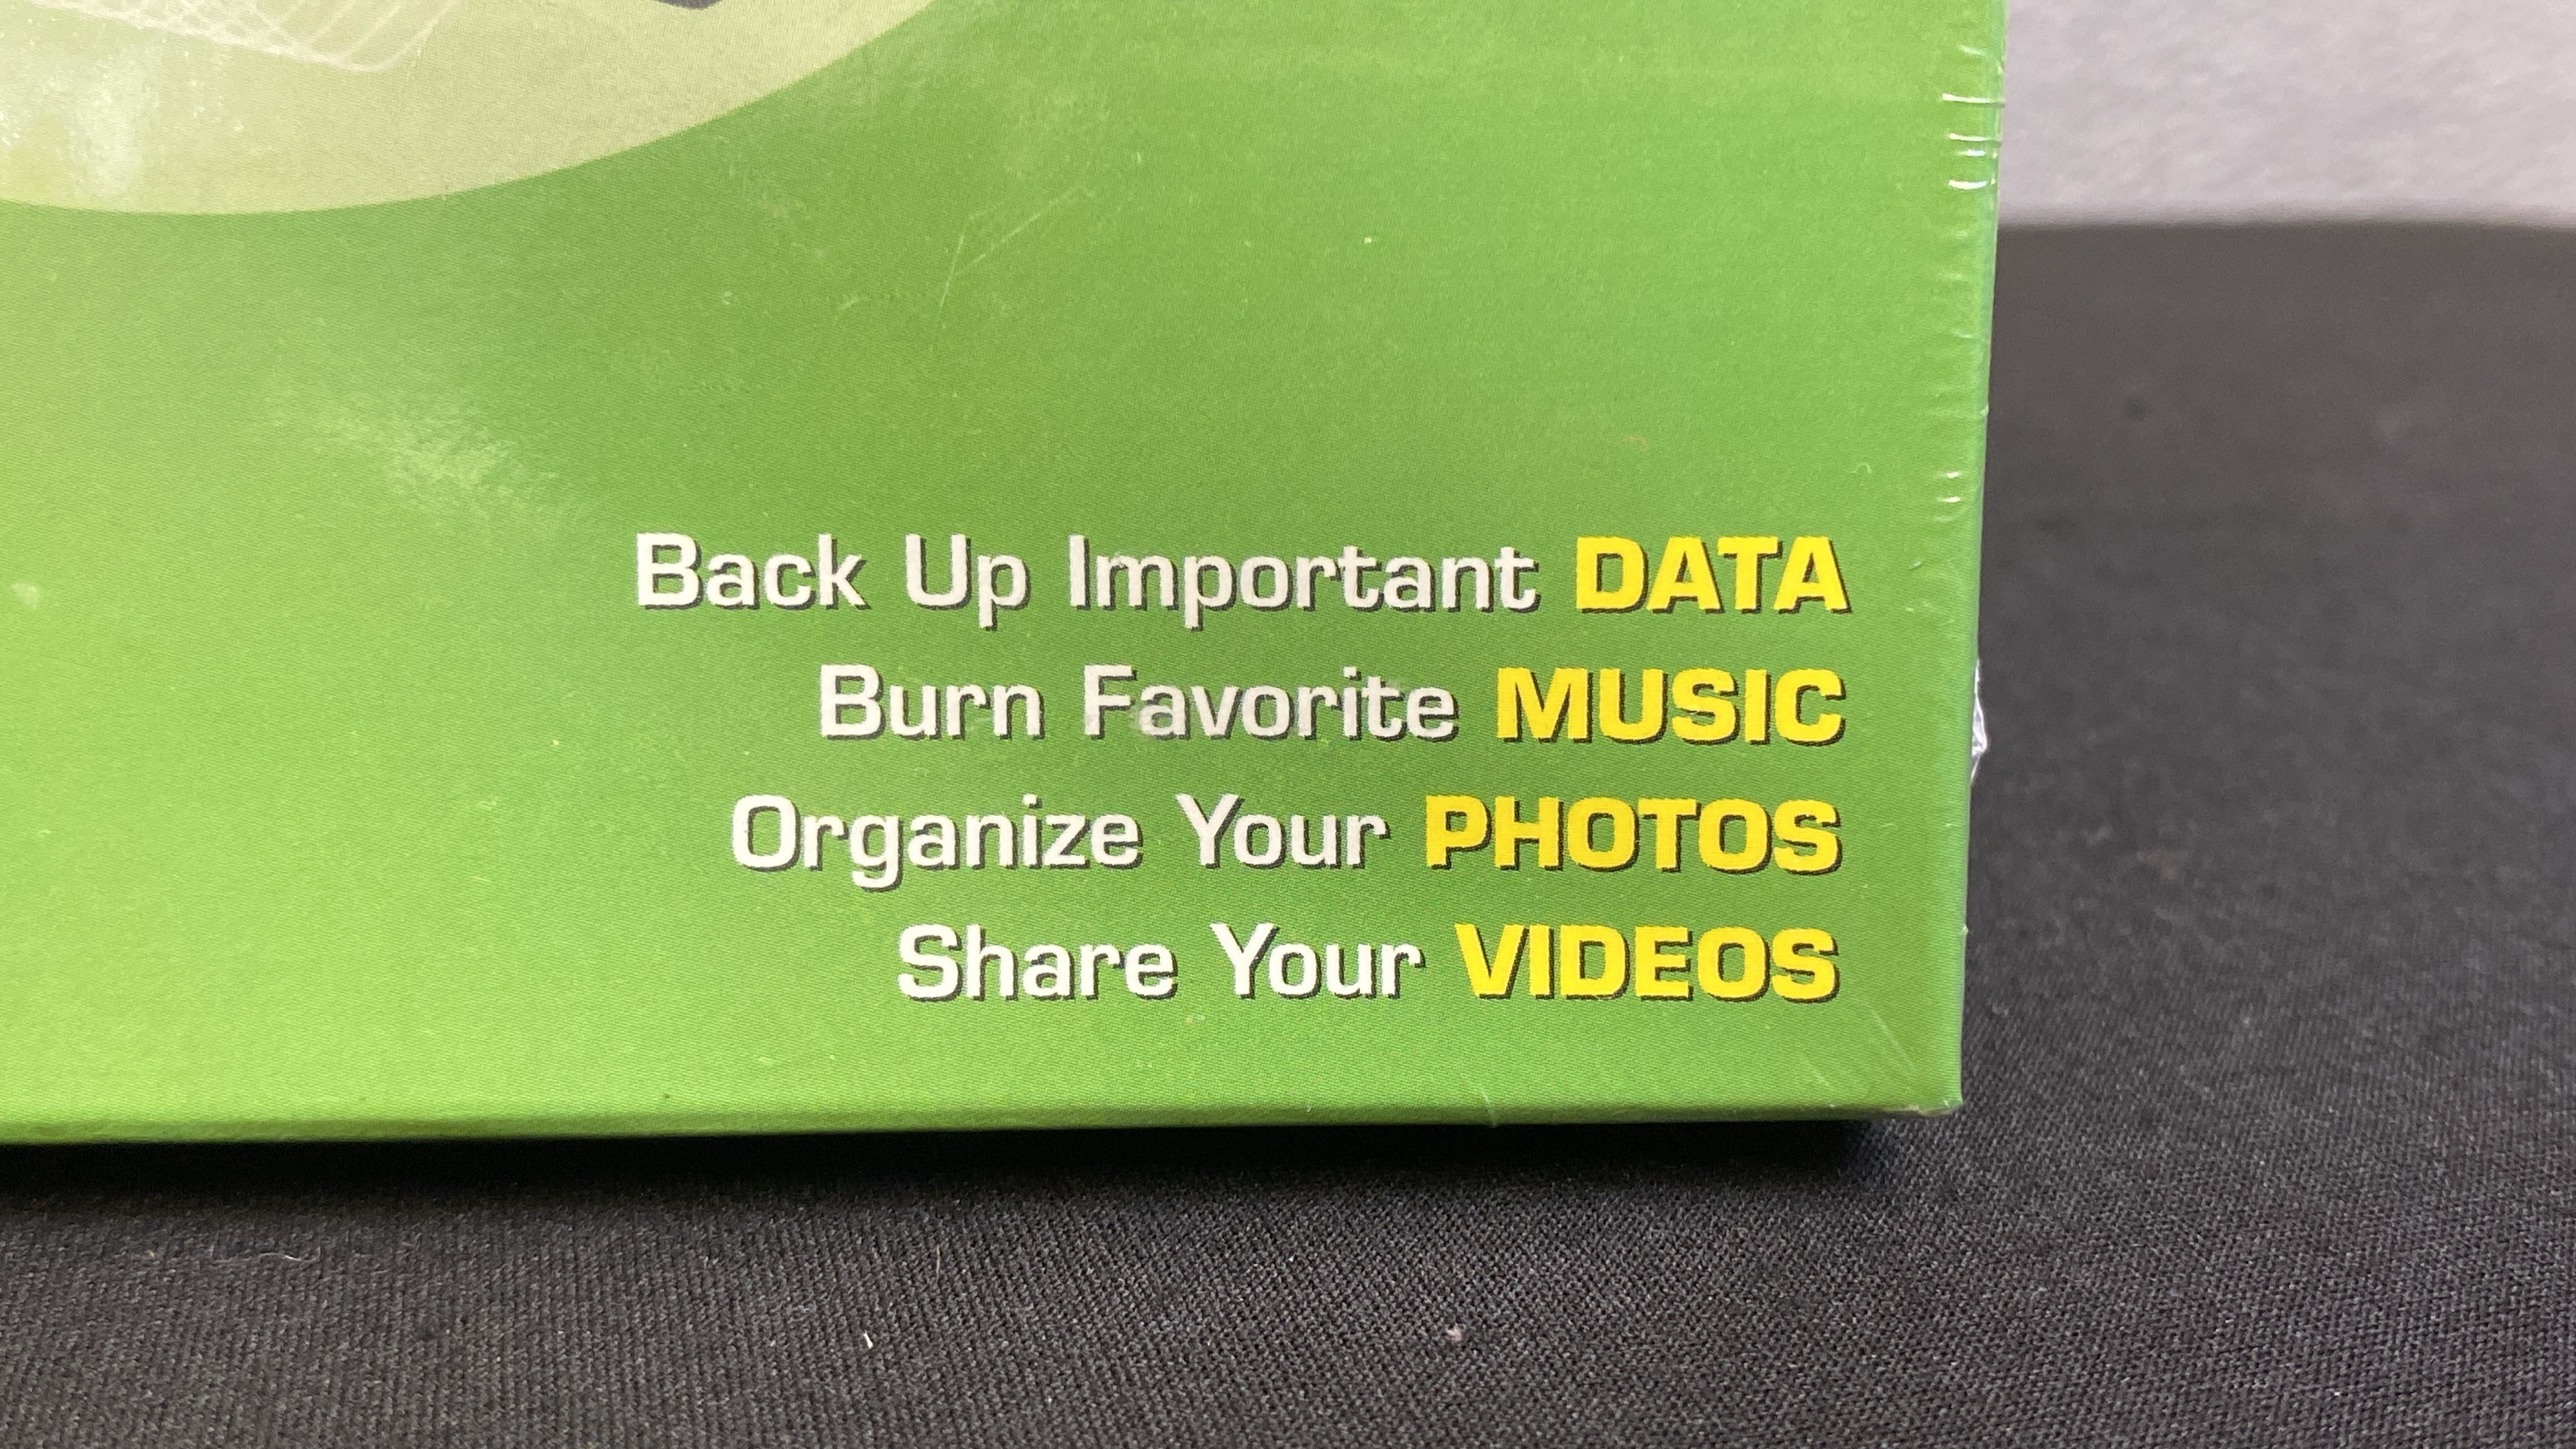 Back Up Important DATA
Burn Favorite MUSIC
Organize Your PHOTOS
Share Your VIDEOS